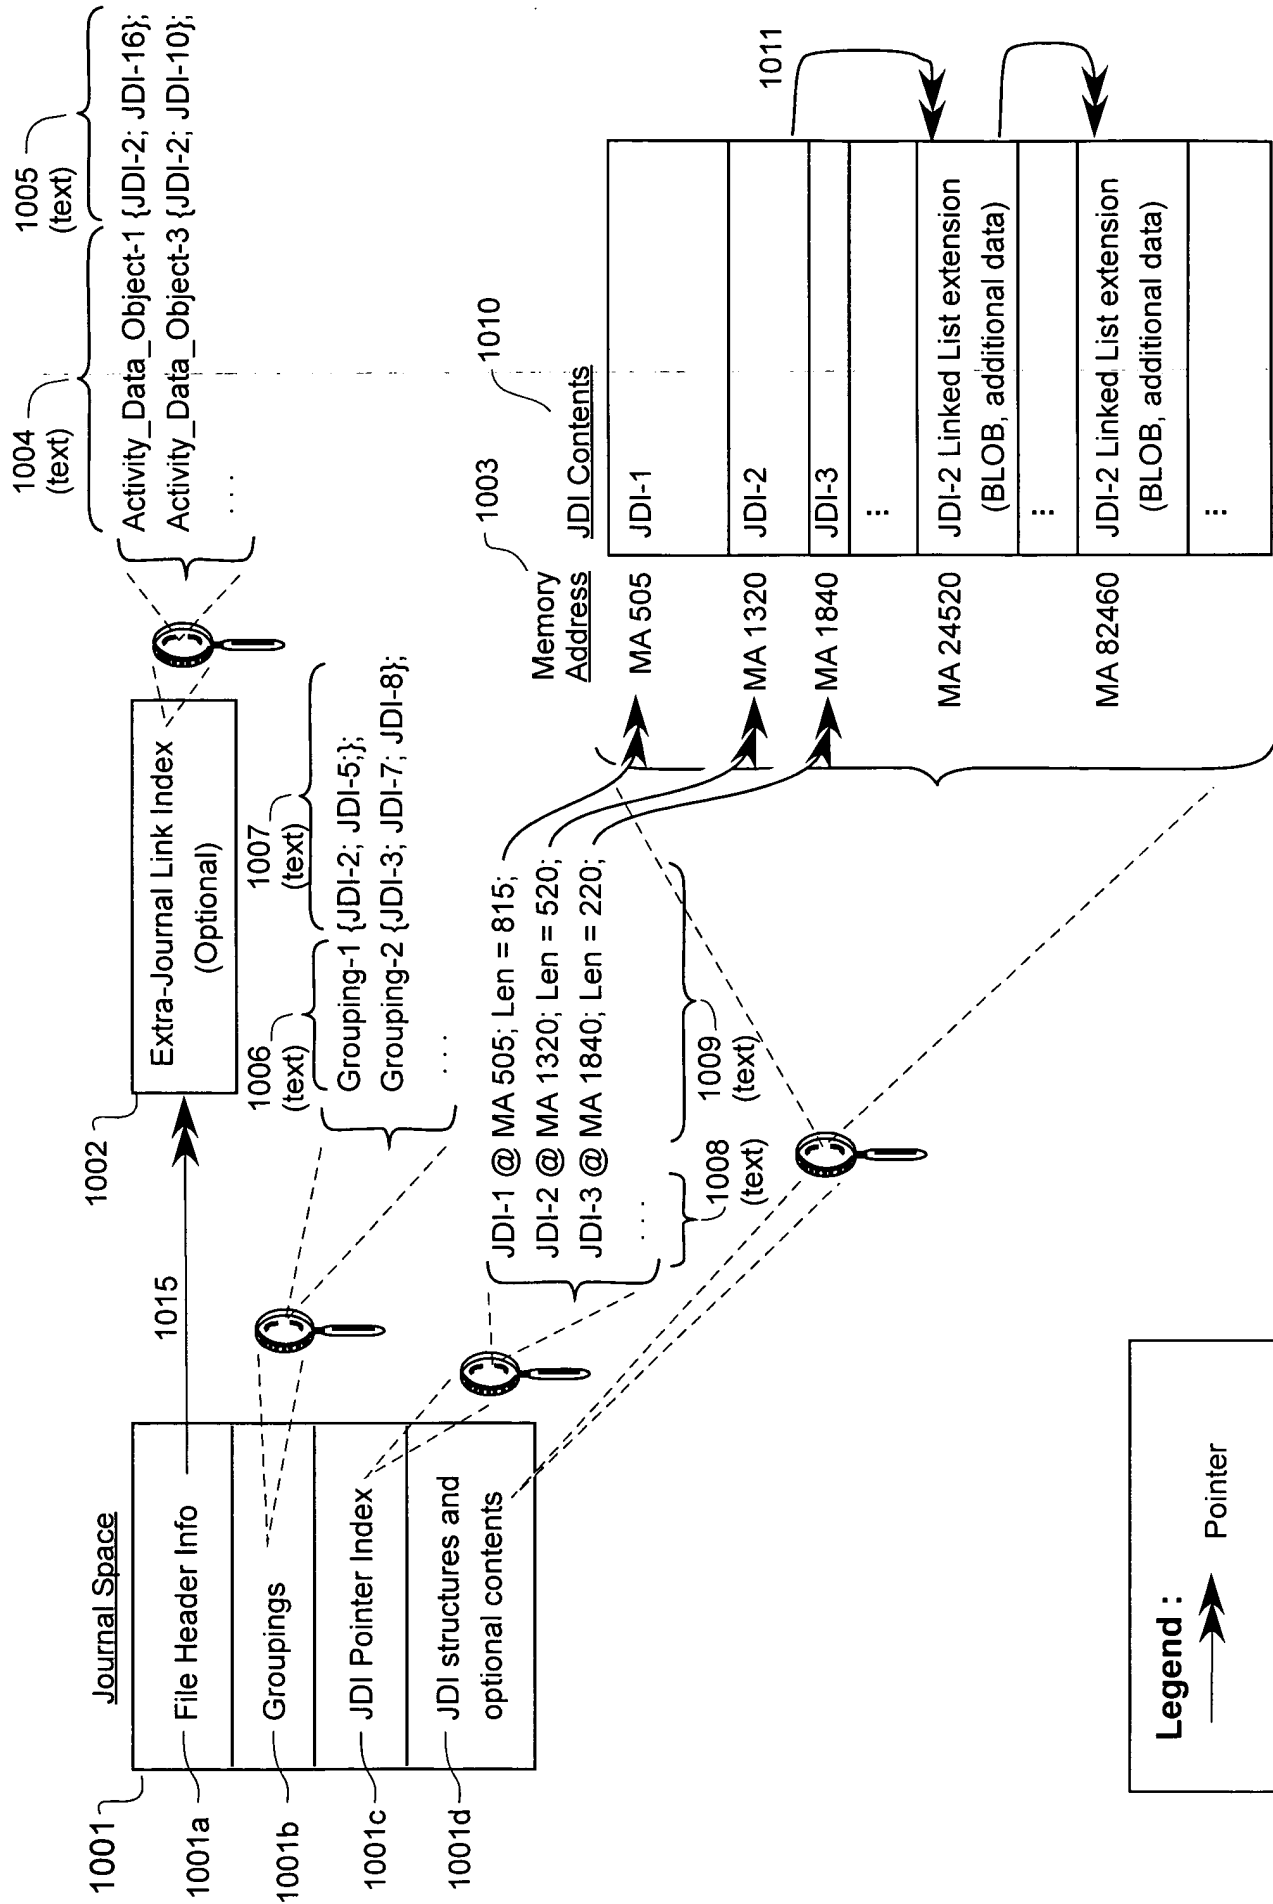 Journal Space
1001
1001a
File Header Info
1001b
Groupings
1001c
JDI Pointer Index
1001d
JDI structures and
optional contents
1015
1002
Extra-Journal Link Index
(Optional)
1004
(text)
1005
(text)
Activity_Data_Object-1 {JDI-2; JDI-16};
Activity_Data_Object-3 {JDI-2; JDI-10};
. . . .
1006
(text)
1007
(text)
Grouping-1 {JDI-2; JDI-5;};
Grouping-2 {JDI-3; JDI-7; JDI-8};
. . . .
JDI-1 @ MA 505; Len = 815;
JDI-2 @ MA 1320; Len = 520;
JDI-3 @ MA 1840; Len = 220;
. . . .
1008
(text)
1009
(text)
1003
Memory
Address
1010
JDI Contents
MA 505
JDI-1
MA 1320
JDI-2
MA 1840
JDI-3
...
MA 24520
JDI-2 Linked List extension
(BLOB, additional data)
...
MA 82460
JDI-2 Linked List extension
(BLOB, additional data)
...
1011
Legend :
Pointer